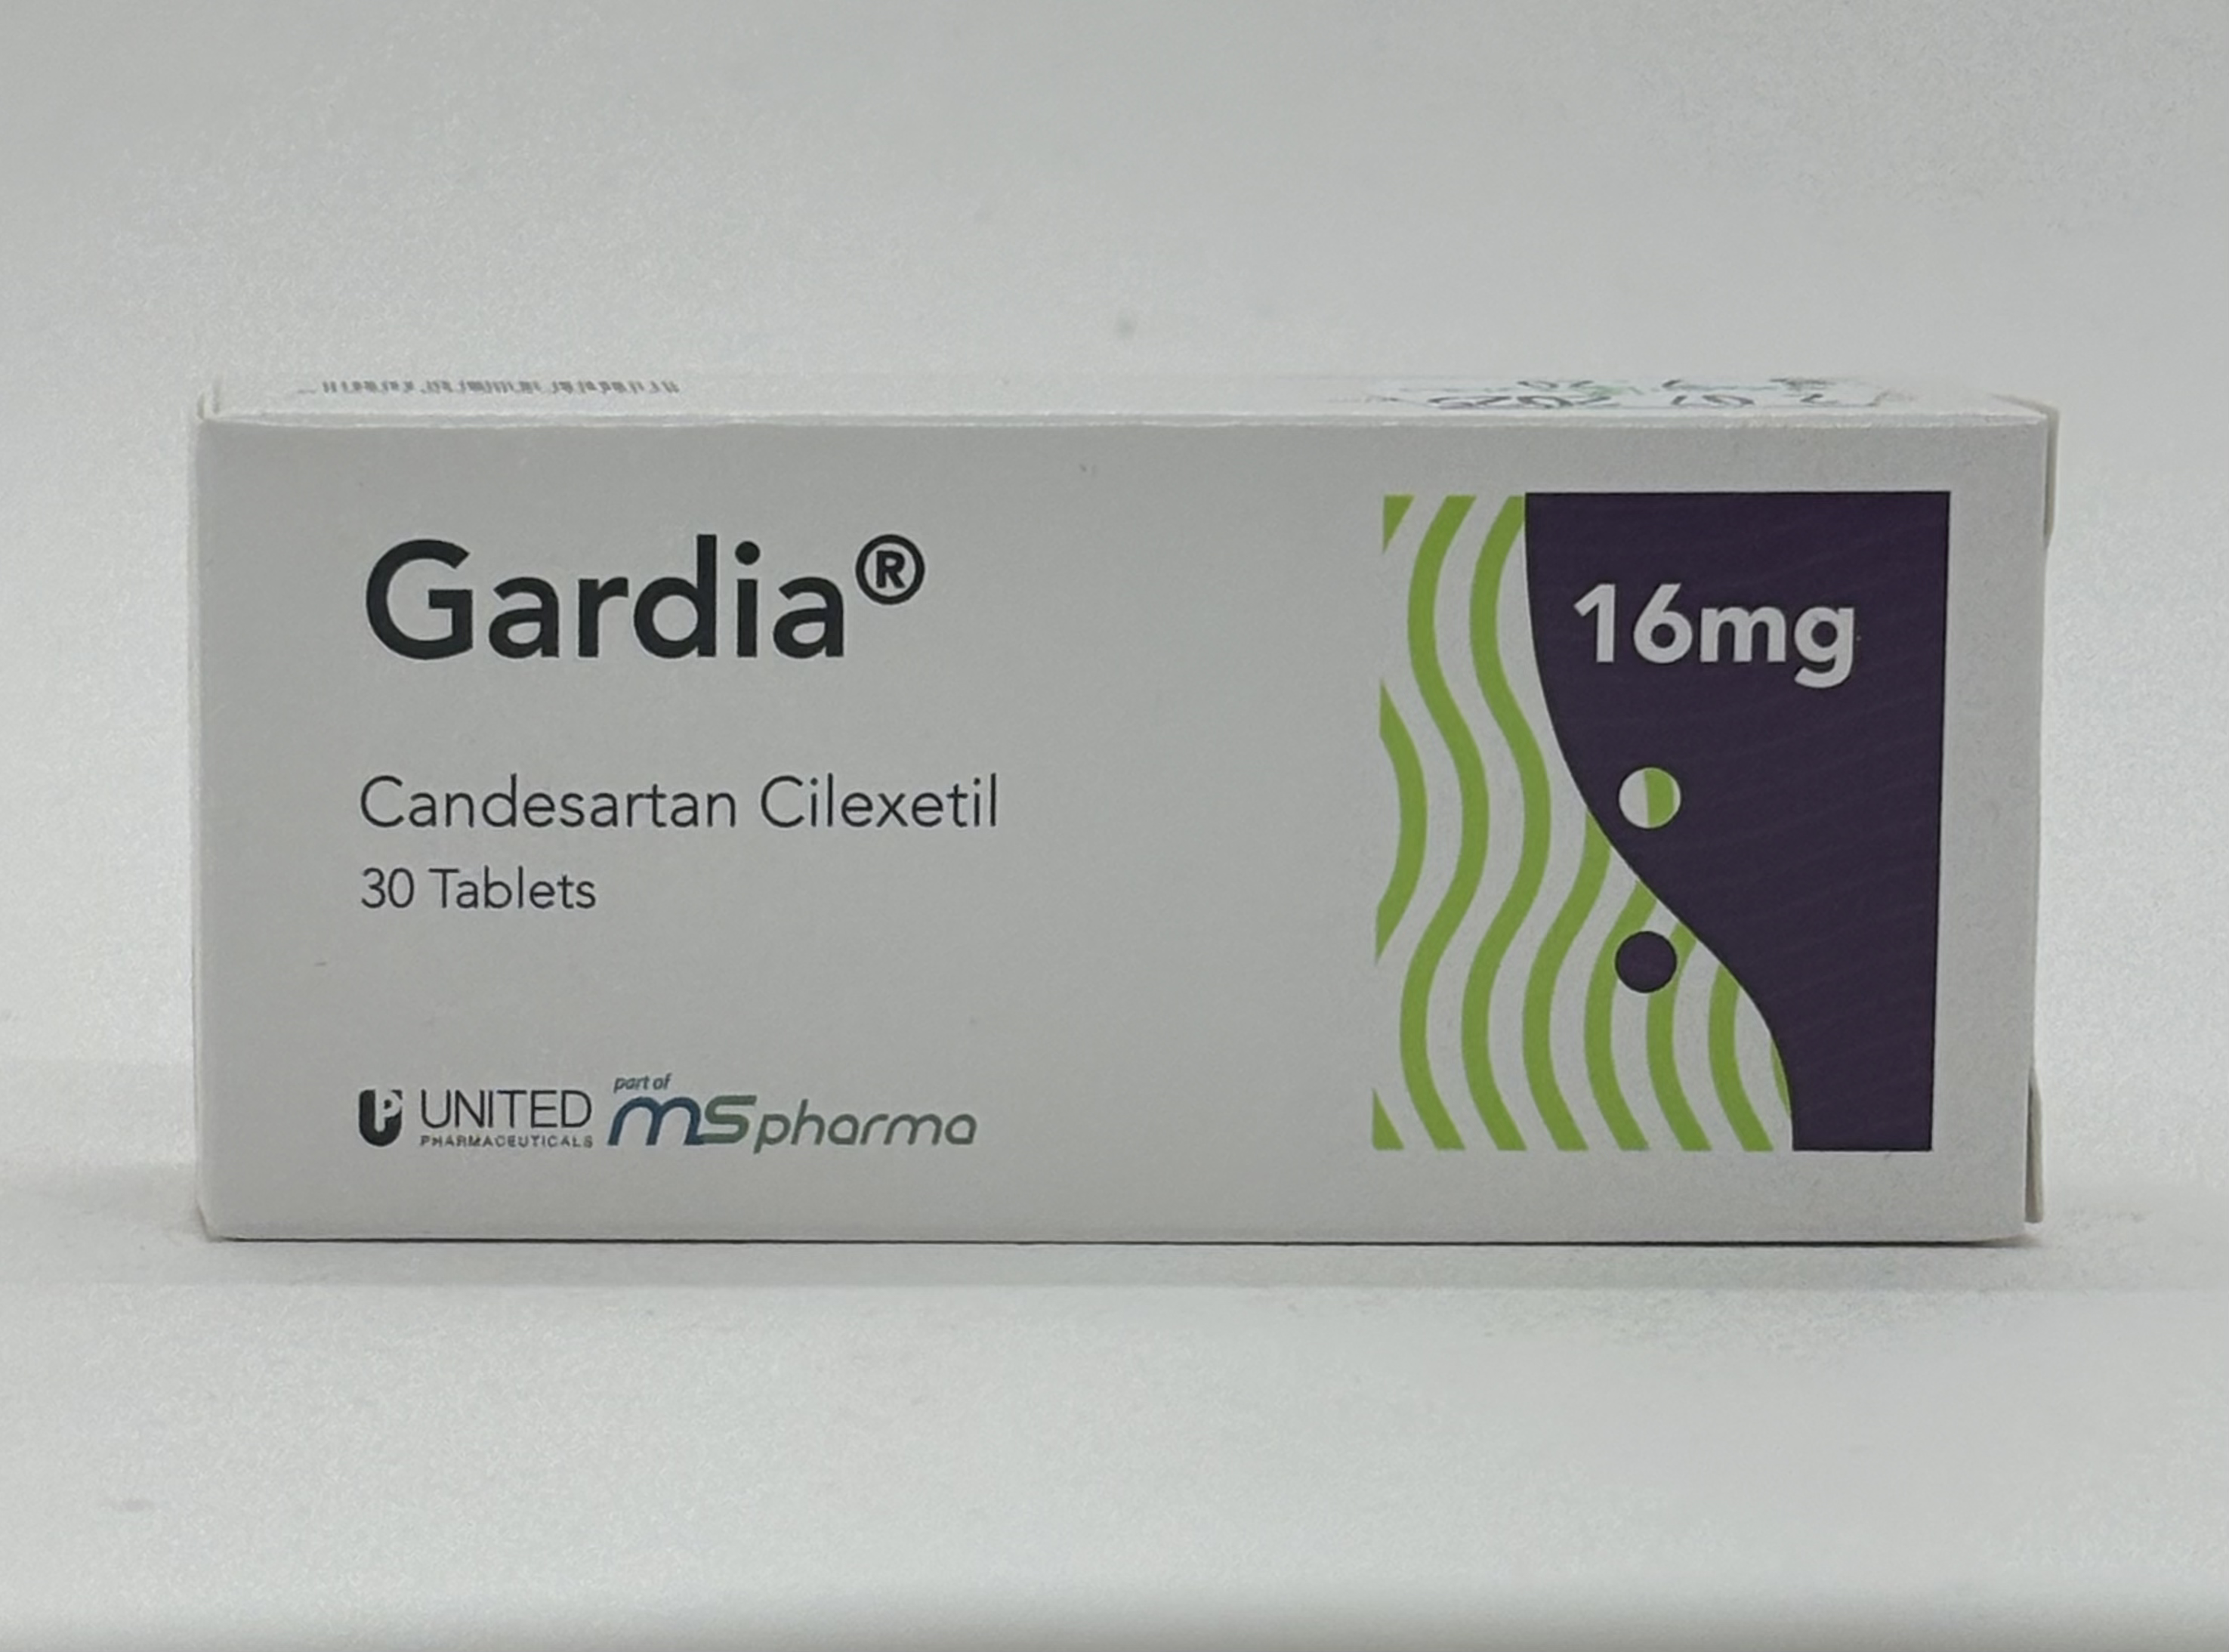 Gardia®
16mg
Candesartan Cilexetil
30 Tablets
UNITED
PHARMACEUTICALS
part of
mspharma